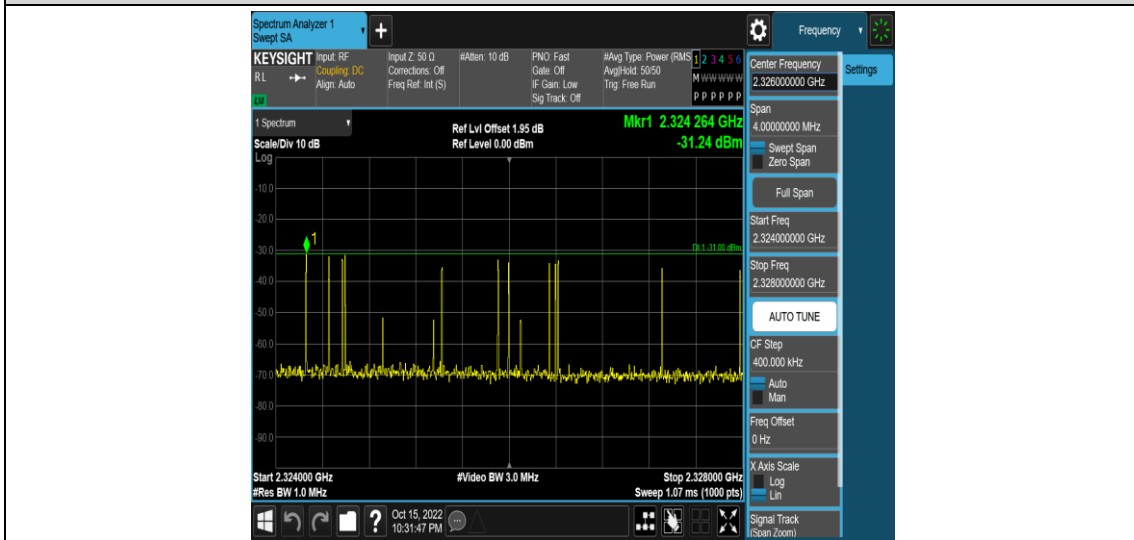 Spectrum Analyzer 1
Swept SA
Frequency
KEYSIGHT
Input: RF
Coupling: DC
Align: Auto
RL
Input Z: 50 Ω
Corrections: Off
Freq Ref: Int (S)
#Atten: 10 dB
PNO: Fast
Gate: Off
IF Gain: Low
Sig Track: Off
#Avg Type: Power (RMS
Avg|Hold: 50/50
Trig: Free Run
1 2 3 4 5 6
M W W W W W
P P P P P P
1 Spectrum
Scale/Div 10 dB
Ref Lvl Offset 1.95 dB
Ref Level 0.00 dBm
Mkr1 2.324 264 GHz
-31.24 dBm
Log
-10.0
-20.0
-30.0
-40.0
-50.0
-60.0
-70.0
-80.0
-90.0
1
DL1 -31.00 dBm
Start 2.324000 GHz
#Res BW 1.0 MHz
#Video BW 3.0 MHz
Stop 2.328000 GHz
Sweep 1.07 ms (1000 pts)
Oct 15, 2022
10:31:47 PM
Center Frequency
2.326000000 GHz
Settings
Span
4.00000000 MHz
Swept Span
Zero Span
Full Span
Start Freq
2.324000000 GHz
Stop Freq
2.328000000 GHz
AUTO TUNE
CF Step
400.000 kHz
Auto
Man
Freq Offset
0 Hz
X Axis Scale
Log
Lin
Signal Track
(Span Zoom)